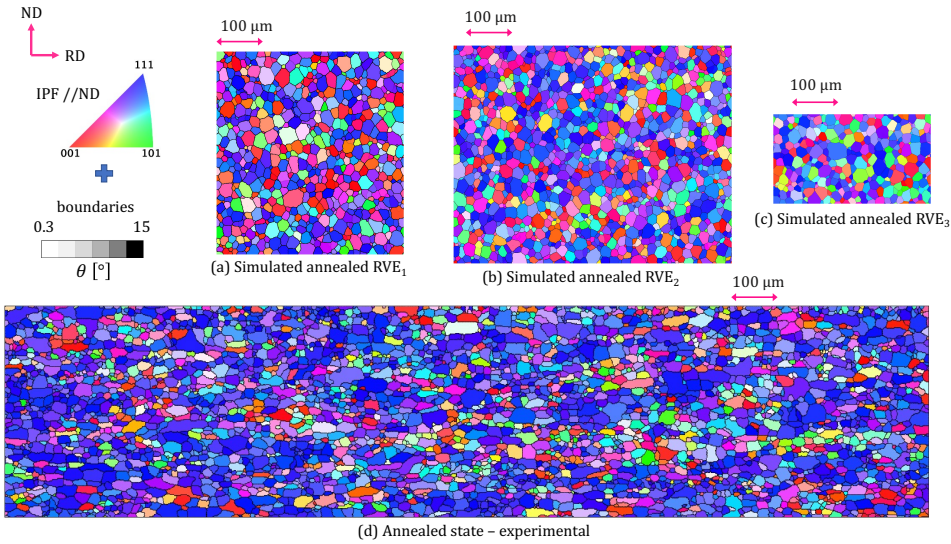 ND
RD
IPF //ND
111
001
101
boundaries
0.3
15
θ [°]
100 μm
(a) Simulated annealed RVE₁
100 μm
(b) Simulated annealed RVE₂
100 μm
(c) Simulated annealed RVE₃
100 μm
(d) Annealed state – experimental